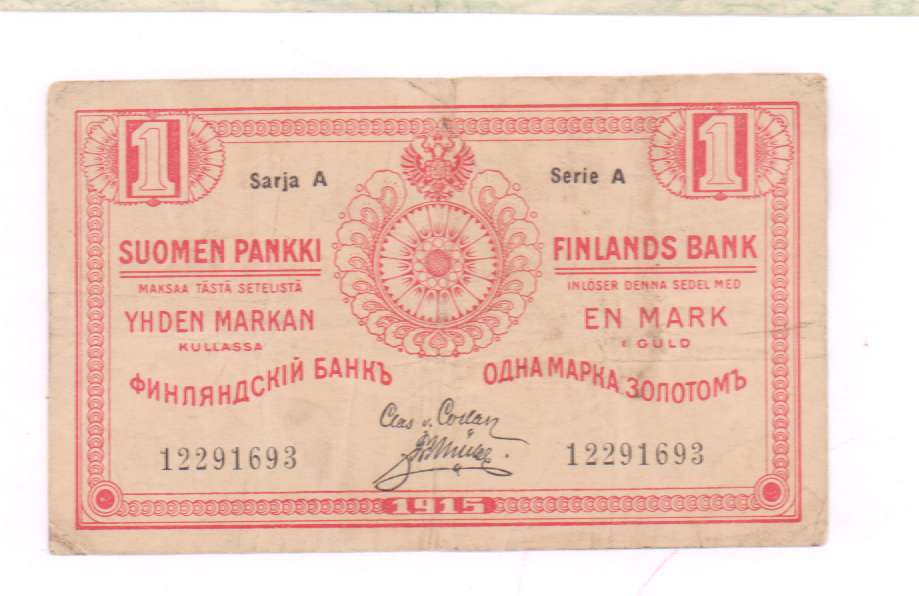 1 1
Sarja A Serie A
SUOMEN PANKKI FINLANDS BANK
MAKSAA TÄSTÄ SETELISTÄ INLÖSER DENNA SEDEL MED
YHDEN MARKAN EN MARK
KULLASSA I GULD
ФИНЛЯНДСКІЙ БАНКЪ ОДНА МАРКА ЗОЛОТОМЪ
12291693 12291693
1915